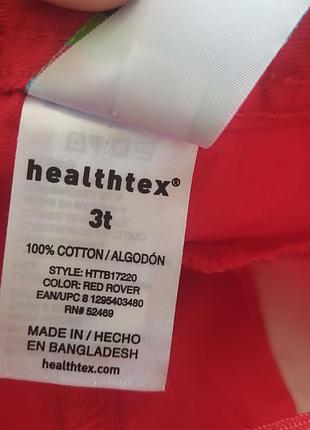 healthtex®
3t
100% COTTON/ALGODÓN
STYLE: HTTB17220
COLOR: RED ROVER
EAN/UPC 8 1295403480
RN# 52469
MADE IN / HECHO
EN BANGLADESH
healthtex.com